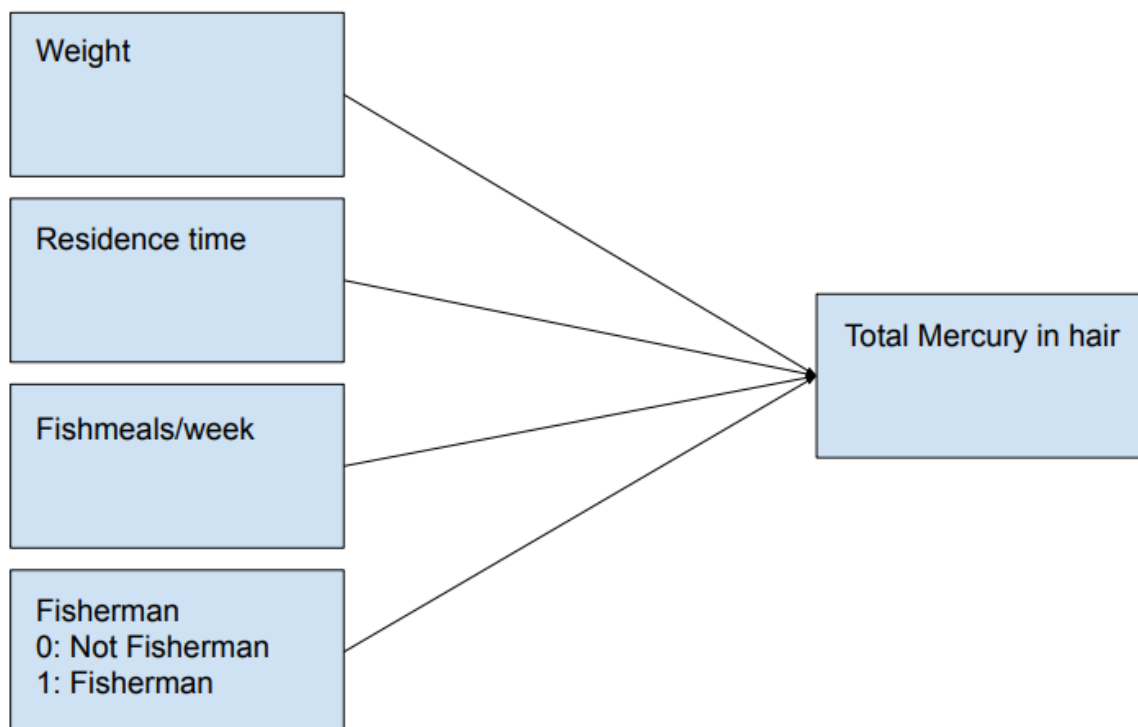 Weight
Residence time
Fishmeals/week
Fisherman
0: Not Fisherman
1: Fisherman
Total Mercury in hair